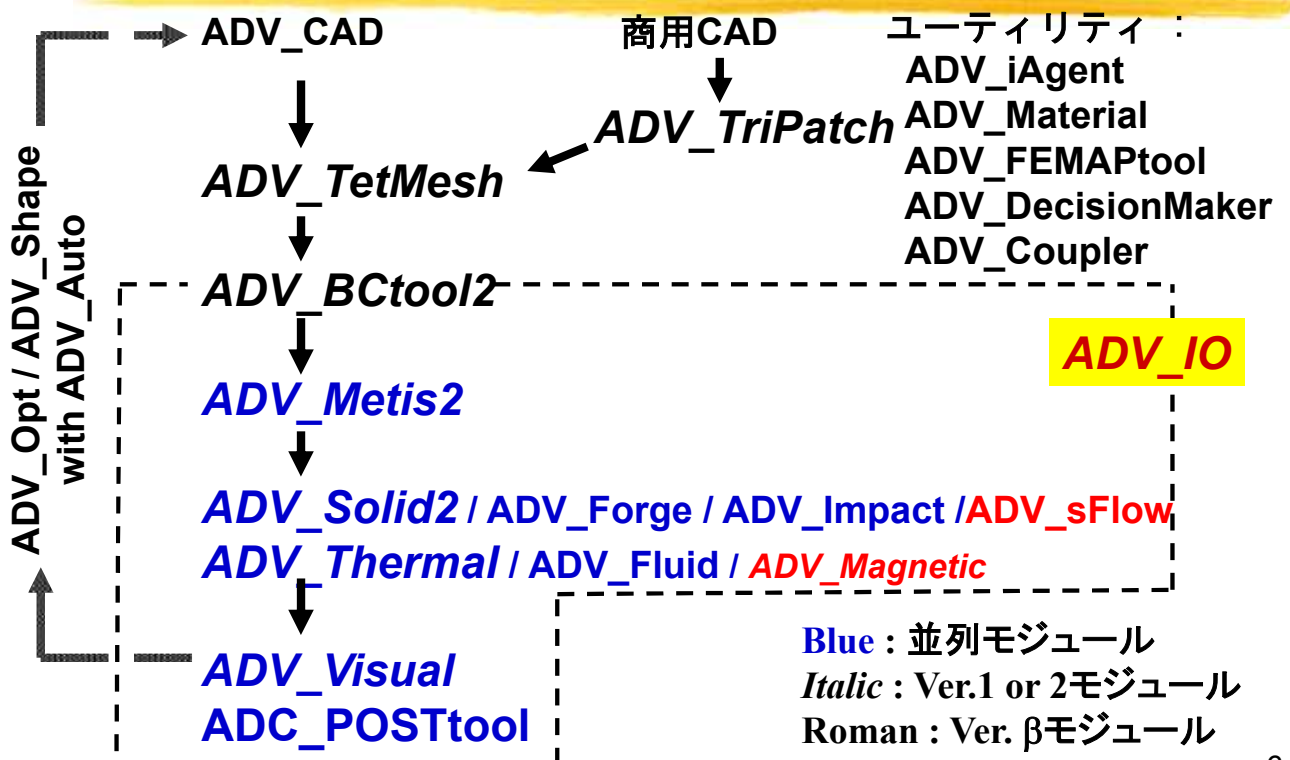 ADV_CAD
商用CAD
ユーティリティ :
ADV_iAgent
ADV_TriPatch
ADV_Material
ADV_FEMAPtool
ADV_TetMesh
ADV_DecisionMaker
ADV_Coupler
ADV_Opt / ADV_Shape
with ADV_Auto
ADV_BCtool2
ADV_IO
ADV_Metis2
ADV_Solid2 / ADV_Forge / ADV_Impact /ADV_sFlow
ADV_Thermal / ADV_Fluid / ADV_Magnetic
ADV_Visual
ADC_POSTtool
Blue : 並列モジュール
Italic : Ver.1 or 2モジュール
Roman : Ver. βモジュール